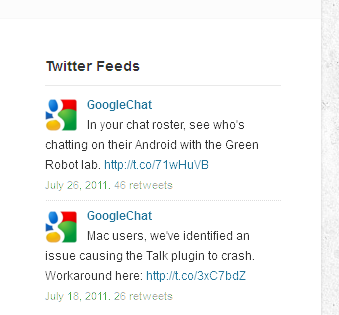 Twitter Feeds
GoogleChat
In your chat roster, see who's
chatting on their Android with the Green
Robot lab. http://t.co/71wHuVB
July 26, 2011. 46 retweets
GoogleChat
Mac users, we've identified an
issue causing the Talk plugin to crash.
Workaround here: http://t.co/3xC7bdZ
July 18, 2011. 26 retweets